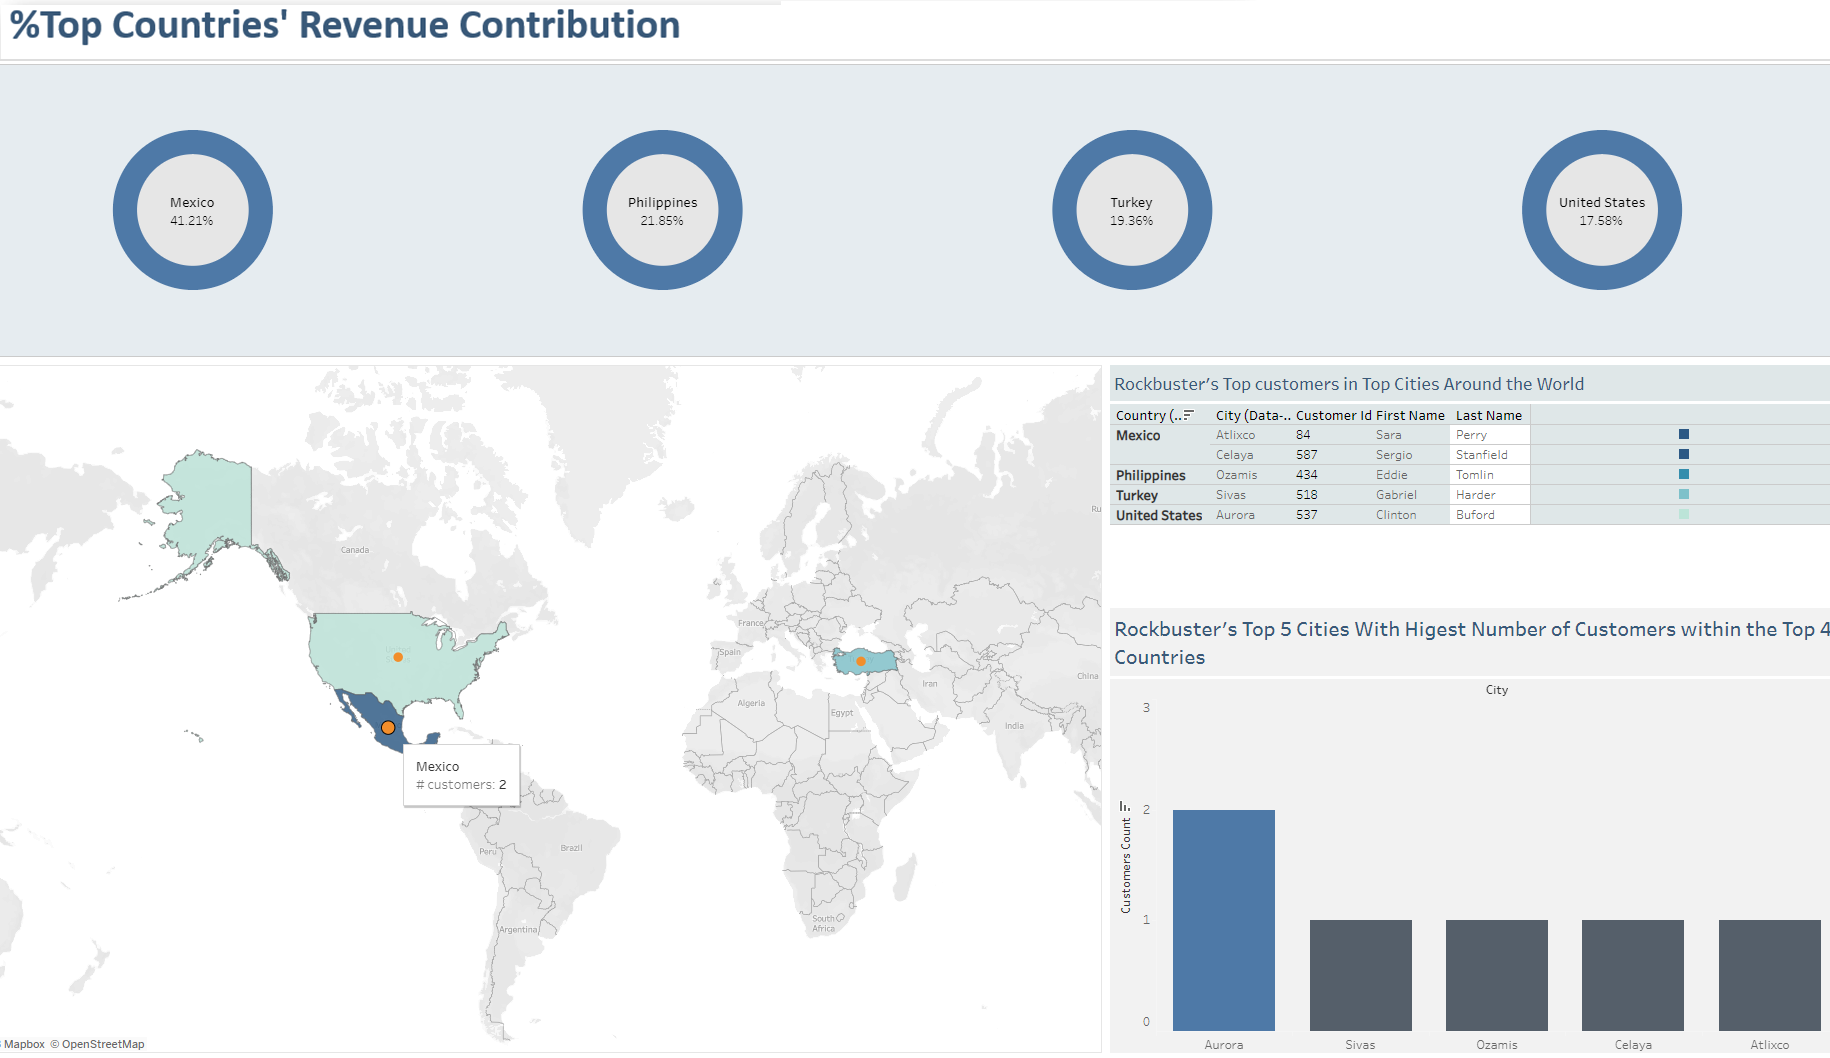 %Top Countries' Revenue Contribution
Mexico
41.21%
Philippines
21.85%
Turkey
19.36%
United States
17.58%
Canada
France
Spain
Algeria
Egypt
Iran
India
China
Ru
Mexico
# customers: 2
Peru
Brazil
Argentina
South
Africa
Mapbox © OpenStreetMap
Rockbuster's Top customers in Top Cities Around the World
Country (.. City (Data-.. Customer Id First Name Last Name
Mexico Atlixco 84 Sara Perry
Celaya 587 Sergio Stanfield
Philippines Ozamis 434 Eddie Tomlin
Turkey Sivas 518 Gabriel Harder
United States Aurora 537 Clinton Buford
Rockbuster's Top 5 Cities With Higest Number of Customers within the Top 4
Countries
City
3
2
1
0
Customers Count
Aurora Sivas Ozamis Celaya Atlixco